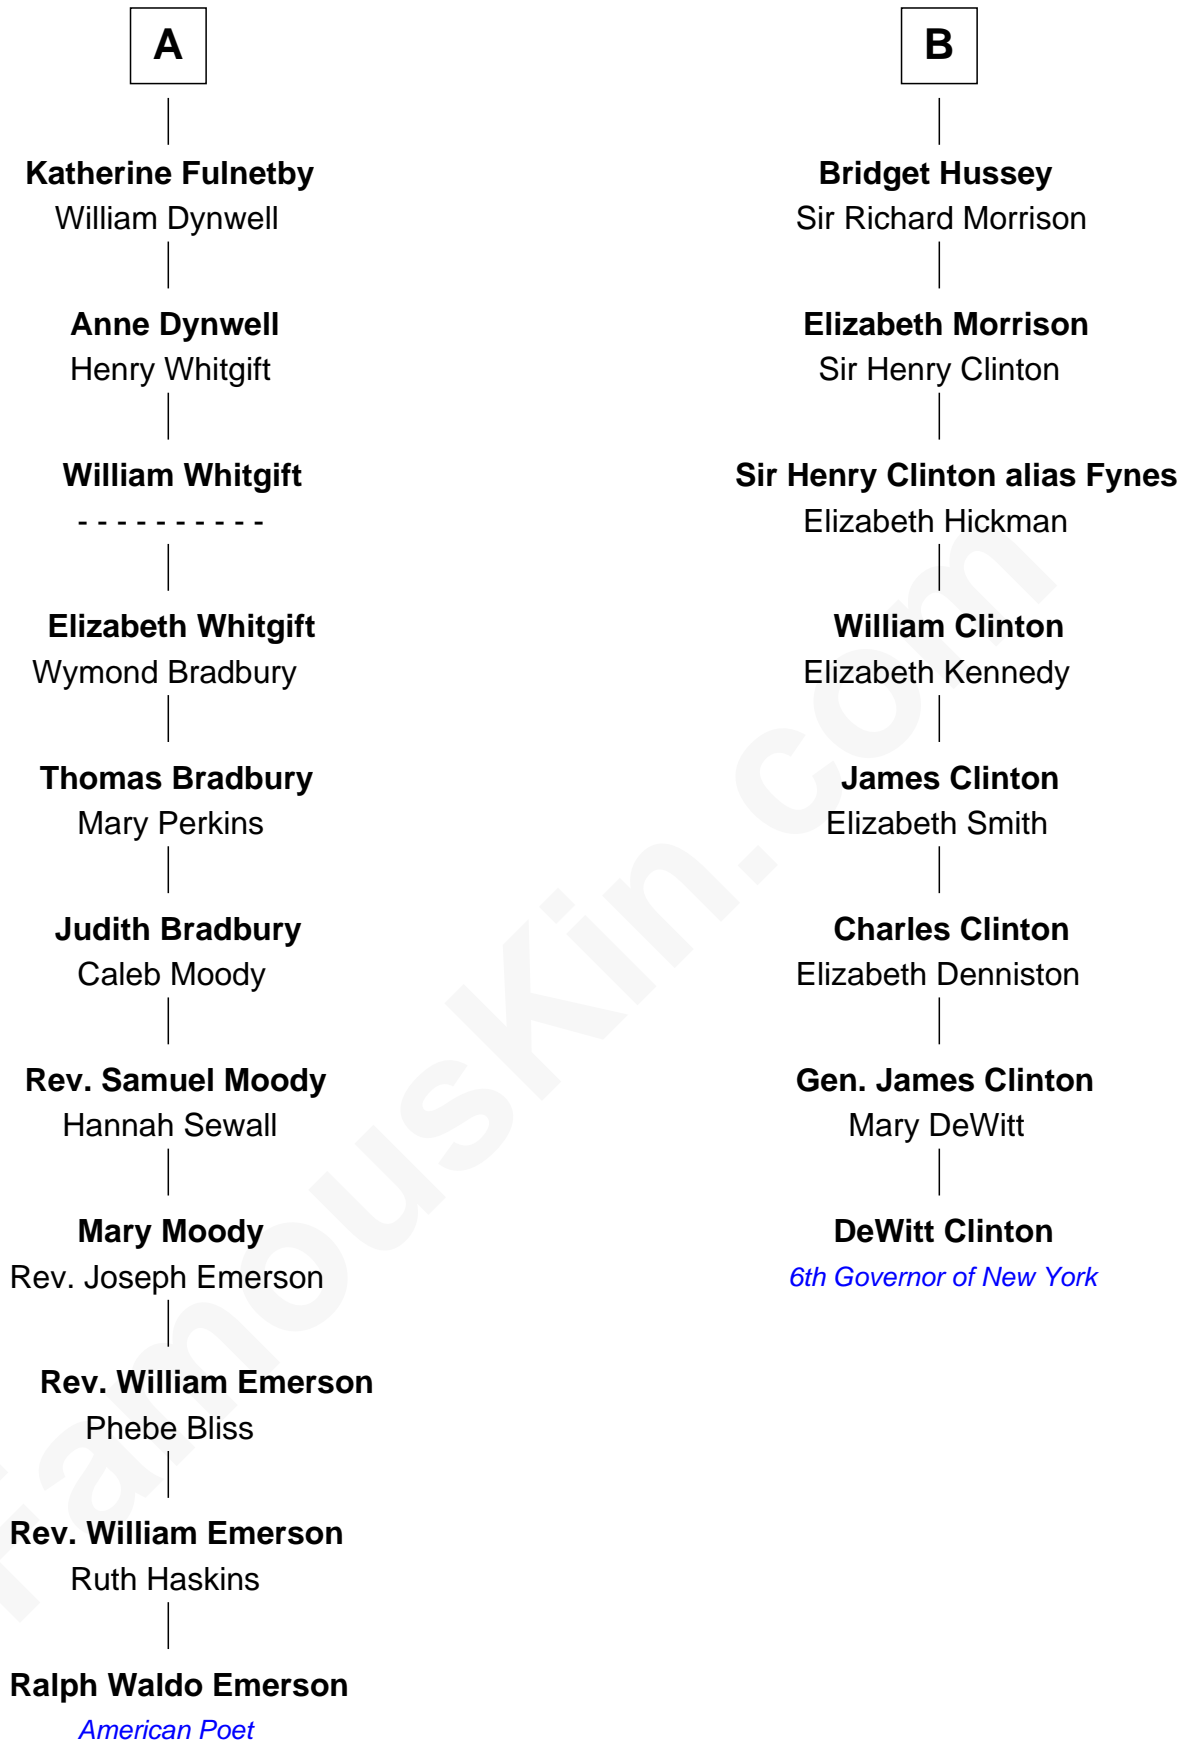 A
Katherine Fulnetby
William Dynwell
Anne Dynwell
Henry Whitgift
William Whitgift
- - - - - - - - - -
Elizabeth Whitgift
Wymond Bradbury
Thomas Bradbury
Mary Perkins
Judith Bradbury
Caleb Moody
Rev. Samuel Moody
Hannah Sewall
Mary Moody
Rev. Joseph Emerson
Rev. William Emerson
Phebe Bliss
Rev. William Emerson
Ruth Haskins
Ralph Waldo Emerson
American Poet
B
Bridget Hussey
Sir Richard Morrison
Elizabeth Morrison
Sir Henry Clinton
Sir Henry Clinton alias Fynes
Elizabeth Hickman
William Clinton
Elizabeth Kennedy
James Clinton
Elizabeth Smith
Charles Clinton
Elizabeth Denniston
Gen. James Clinton
Mary DeWitt
DeWitt Clinton
6th Governor of New York
FamousKin.com